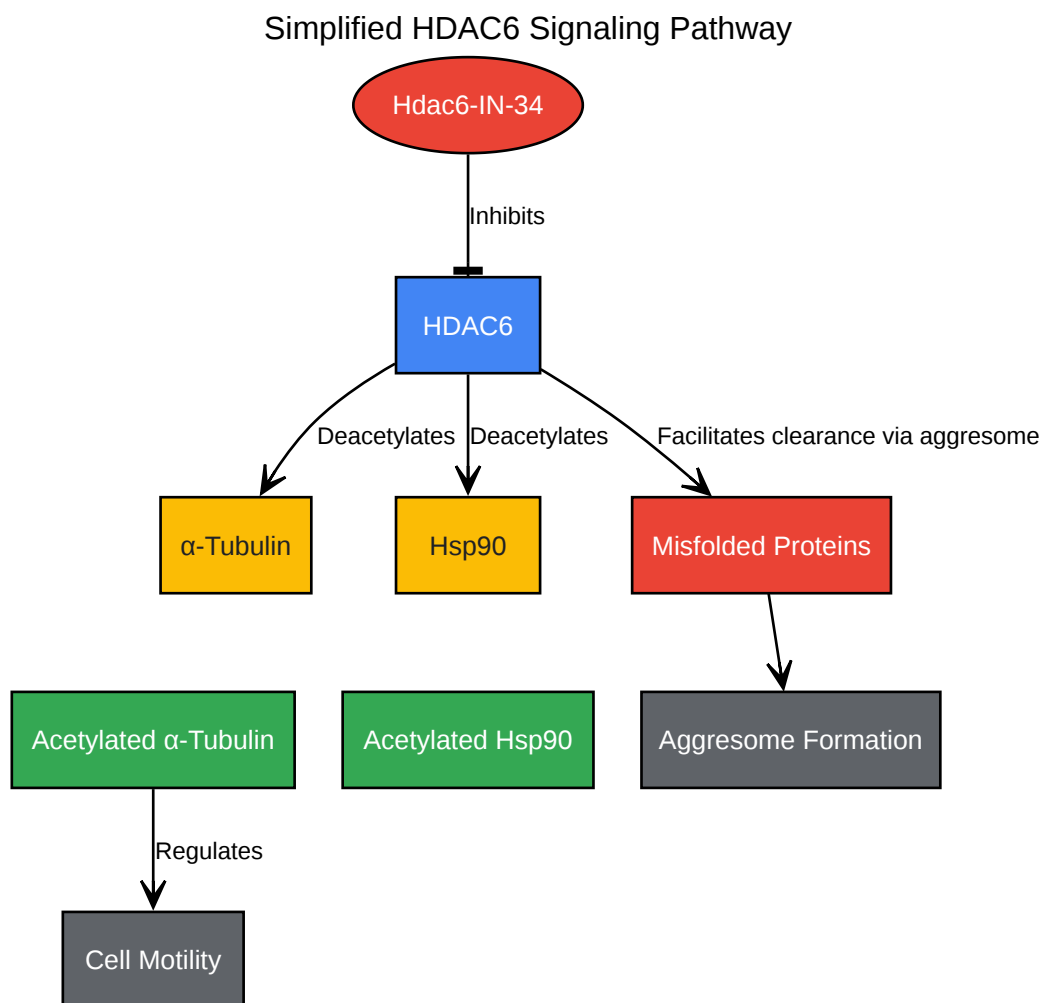 Simplified HDAC6 Signaling Pathway
Hdac6-IN-34
Inhibits
HDAC6
Deacetylates
Deacetylates
Facilitates clearance via aggresome
α-Tubulin
Hsp90
Misfolded Proteins
Acetylated α-Tubulin
Acetylated Hsp90
Aggresome Formation
Regulates
Cell Motility